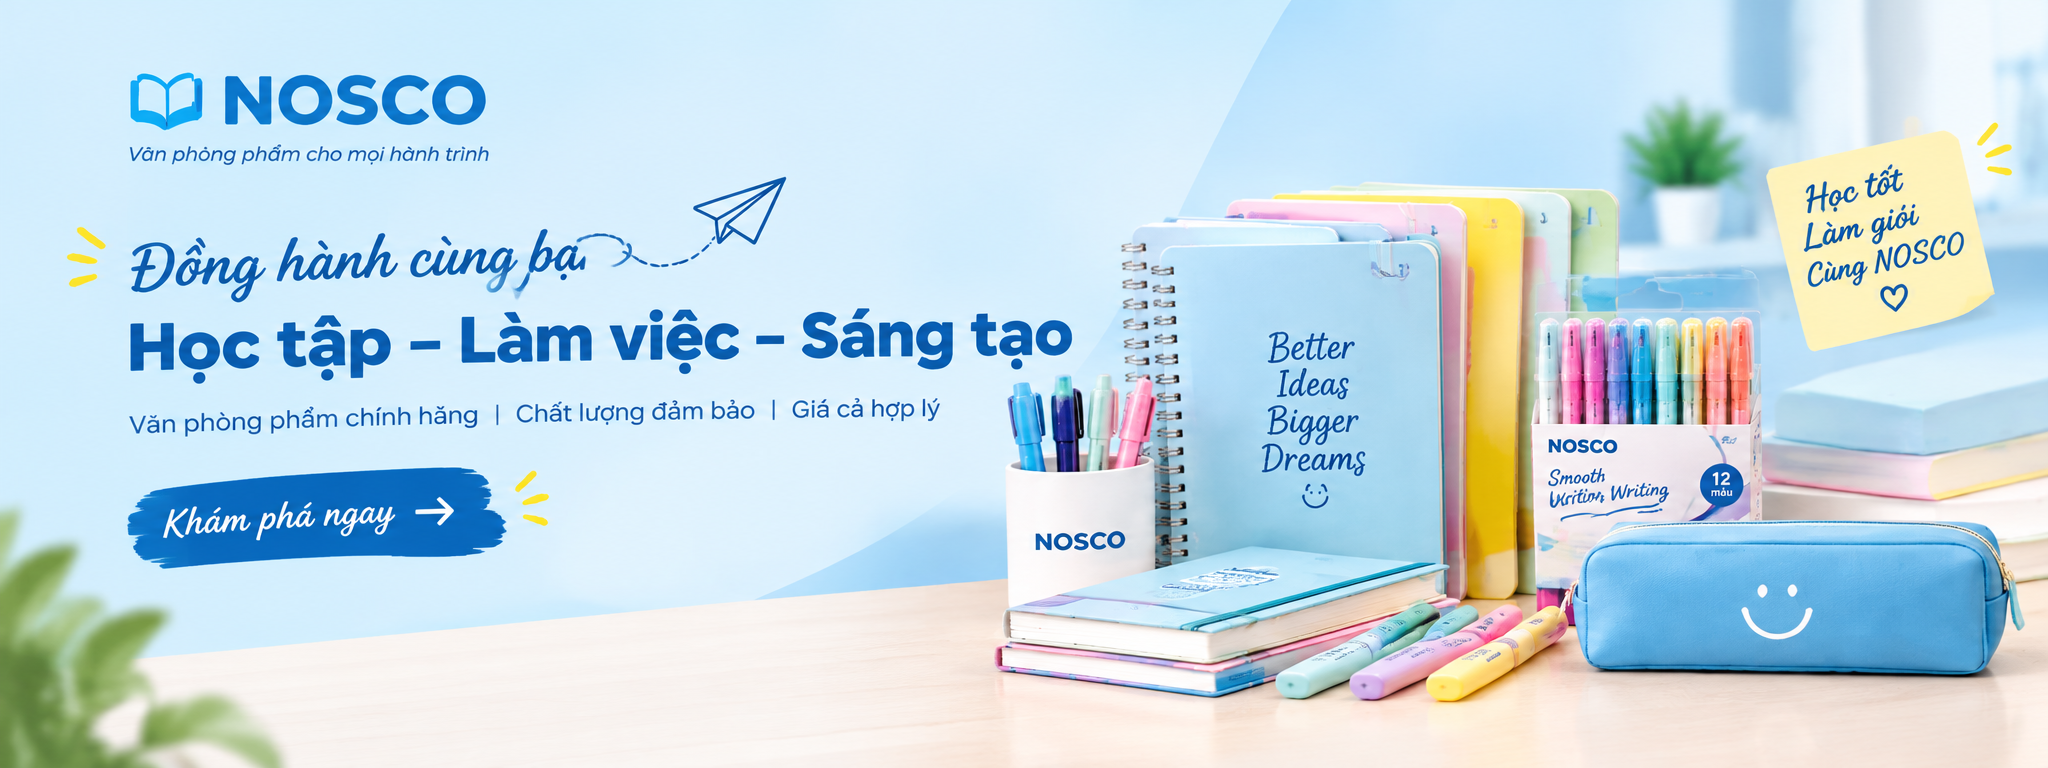 NOSCO
Văn phòng phẩm cho mọi hành trình
Đồng hành cùng bạn
Học tập – Làm việc – Sáng tạo
Văn phòng phẩm chính hãng | Chất lượng đảm bảo | Giá cả hợp lý
Khám phá ngay →
NOSCO
Better
Ideas
Bigger
Dreams
NOSCO
Smooth
Writing
12
màu
Học tốt
Làm giỏi
Cùng NOSCO